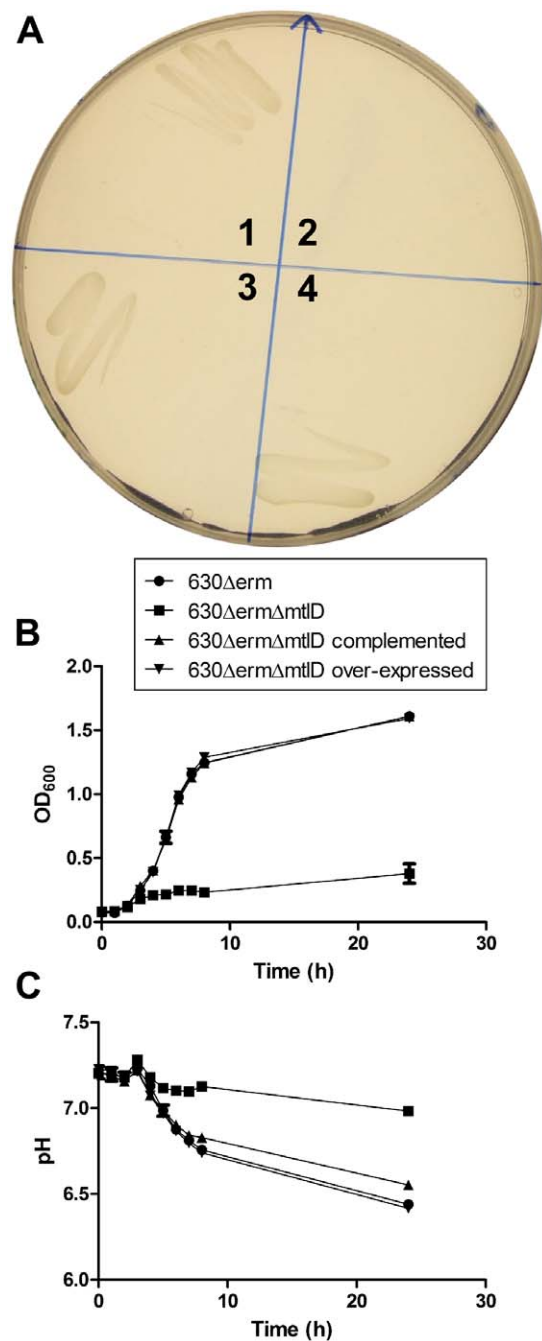 A
1 2
3 4
630Δerm
630ΔermΔmtlD
630ΔermΔmtlD complemented
630ΔermΔmtlD over-expressed
B
2.0
1.5
1.0
0.5
0.0
OD600
0 10 20 30
Time (h)
C
7.5
7.0
6.5
6.0
pH
0 10 20 30
Time (h)